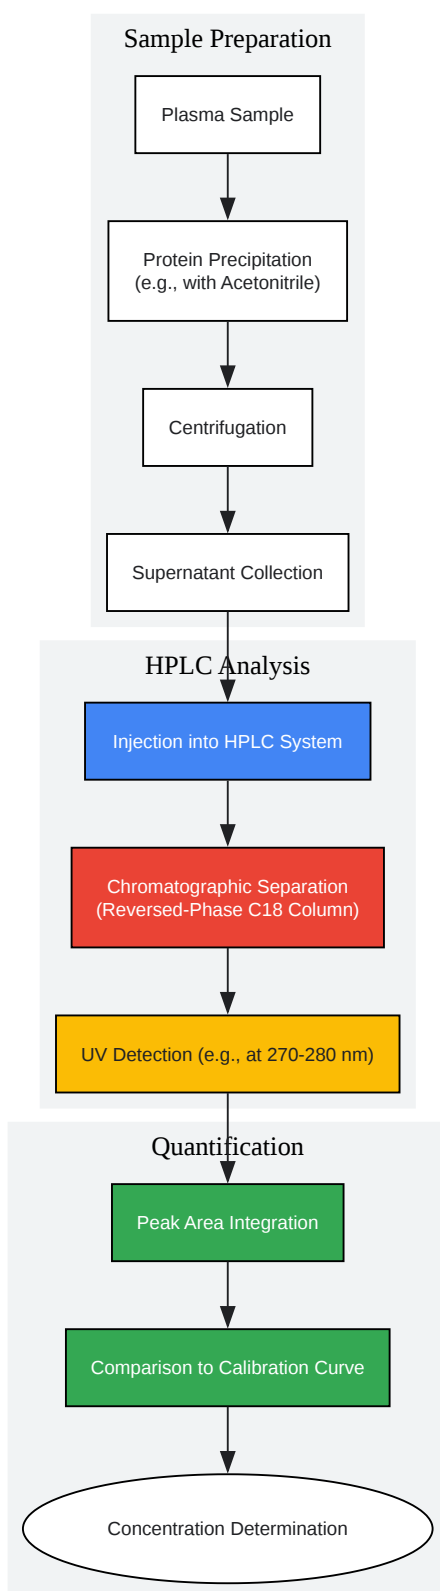 Sample Preparation
Plasma Sample
Protein Precipitation
(e.g., with Acetonitrile)
Centrifugation
Supernatant Collection
HPLC Analysis
Injection into HPLC System
Chromatographic Separation
(Reversed-Phase C18 Column)
UV Detection (e.g., at 270-280 nm)
Quantification
Peak Area Integration
Comparison to Calibration Curve
Concentration Determination